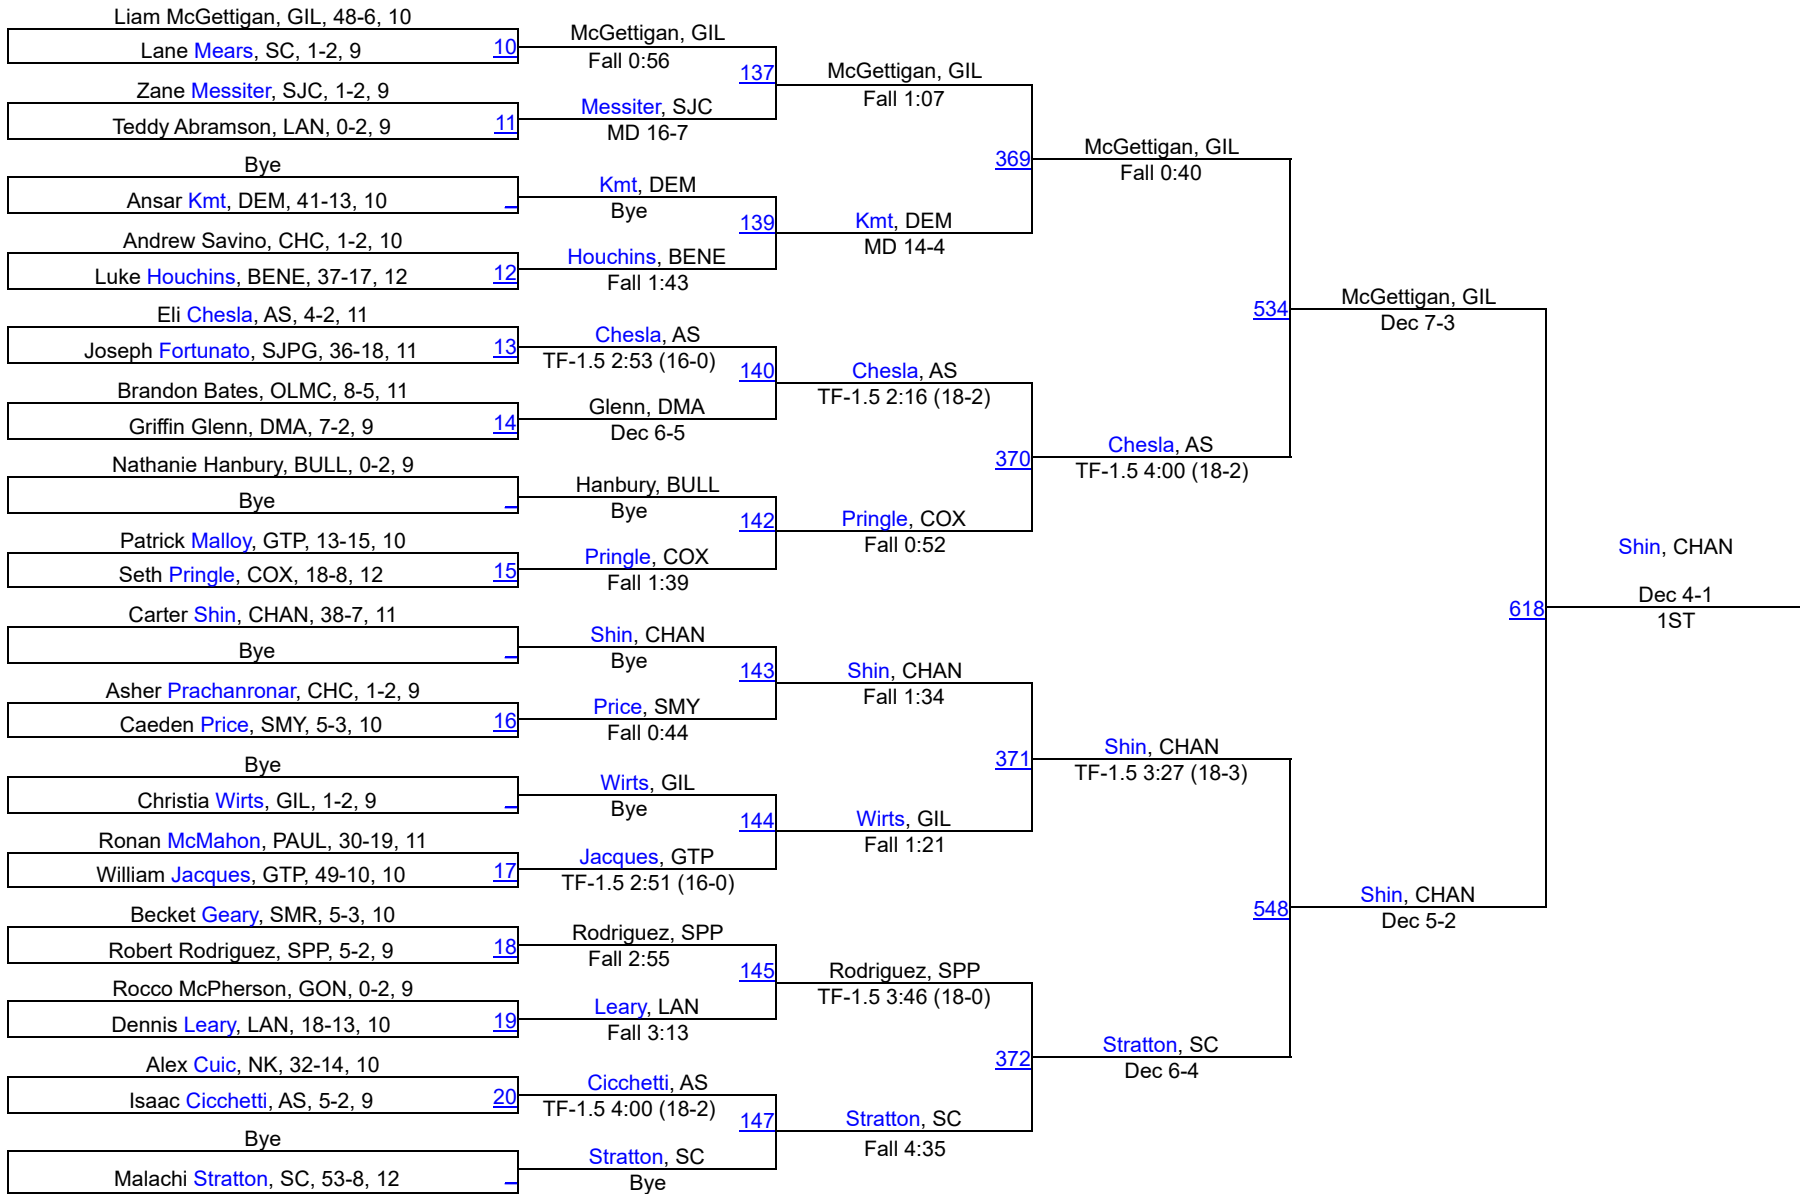 Liam McGettigan, GIL, 48-6, 10
Lane Mears, SC, 1-2, 9
10
Zane Messiter, SJC, 1-2, 9
Teddy Abramson, LAN, 0-2, 9
11
Bye
Ansar Kmt, DEM, 41-13, 10
Andrew Savino, CHC, 1-2, 10
Luke Houchins, BENE, 37-17, 12
12
Eli Chesla, AS, 4-2, 11
Joseph Fortunato, SJPG, 36-18, 11
13
Brandon Bates, OLMC, 8-5, 11
Griffin Glenn, DMA, 7-2, 9
14
Nathanie Hanbury, BULL, 0-2, 9
Bye
Patrick Malloy, GTP, 13-15, 10
Seth Pringle, COX, 18-8, 12
15
Carter Shin, CHAN, 38-7, 11
Bye
Asher Prachanronar, CHC, 1-2, 9
Caeden Price, SMY, 5-3, 10
16
Bye
Christia Wirts, GIL, 1-2, 9
Ronan McMahon, PAUL, 30-19, 11
William Jacques, GTP, 49-10, 10
17
Becket Geary, SMR, 5-3, 10
Robert Rodriguez, SPP, 5-2, 9
18
Rocco McPherson, GON, 0-2, 9
Dennis Leary, LAN, 18-13, 10
19
Alex Cuic, NK, 32-14, 10
Isaac Cicchetti, AS, 5-2, 9
20
Bye
Malachi Stratton, SC, 53-8, 12
McGettigan, GIL
Fall 0:56
137
Messiter, SJC
MD 16-7
Kmt, DEM
Bye
139
Houchins, BENE
Fall 1:43
Chesla, AS
TF-1.5 2:53 (16-0)
140
Glenn, DMA
Dec 6-5
Hanbury, BULL
Bye
142
Pringle, COX
Fall 1:39
Shin, CHAN
Bye
143
Price, SMY
Fall 0:44
Wirts, GIL
Bye
144
Jacques, GTP
TF-1.5 2:51 (16-0)
Rodriguez, SPP
Fall 2:55
145
Leary, LAN
Fall 3:13
Cicchetti, AS
TF-1.5 4:00 (18-2)
147
Stratton, SC
Bye
McGettigan, GIL
Fall 1:07
369
Kmt, DEM
MD 14-4
Chesla, AS
TF-1.5 2:16 (18-2)
370
Pringle, COX
Fall 0:52
Shin, CHAN
Fall 1:34
371
Wirts, GIL
Fall 1:21
Rodriguez, SPP
TF-1.5 3:46 (18-0)
372
Stratton, SC
Fall 4:35
McGettigan, GIL
Fall 0:40
534
Chesla, AS
TF-1.5 4:00 (18-2)
Shin, CHAN
TF-1.5 3:27 (18-3)
548
Stratton, SC
Dec 6-4
McGettigan, GIL
Dec 7-3
618
Shin, CHAN
Dec 5-2
Shin, CHAN
Dec 4-1
1ST